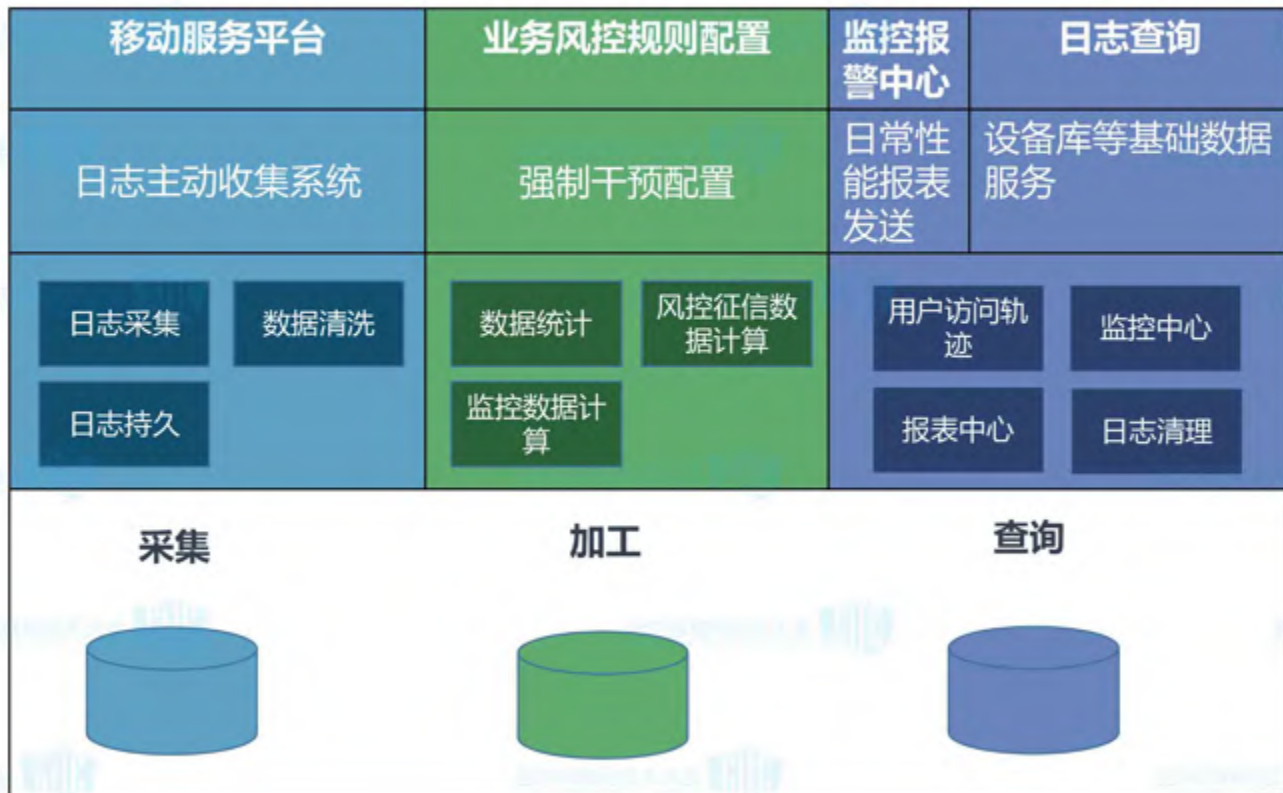 移动服务平台
业务风控规则配置
监控报
警中心
日志查询
日志主动收集系统
强制干预配置
日常性
能报表
发送
设备库等基础数据
服务
日志采集
数据清洗
日志持久
数据统计
风控征信数
据计算
监控数据计
算
用户访问轨
迹
监控中心
报表中心
日志清理
采集
加工
查询